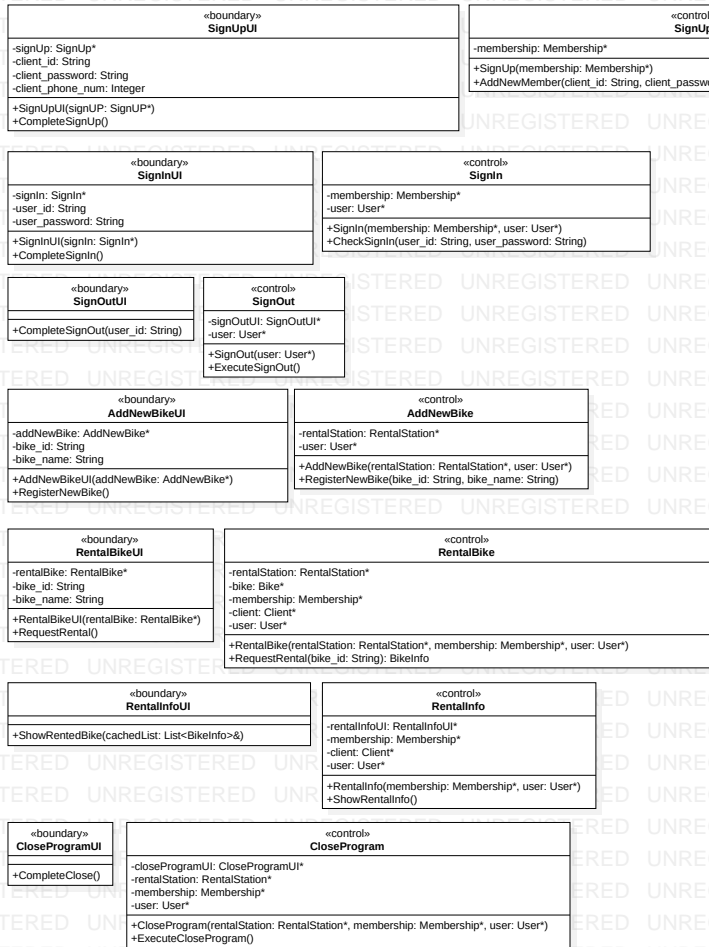 «boundary»
SignUpUI
-signUp: SignUp*
-client_id: String
-client_password: String
-client_phone_num: Integer
+SignUpUI(signUP: SignUP*)
+CompleteSignUp()
«control
SignUp
-membership: Membership*
+SignUp(membership: Membership*)
+AddNewMember(client_id: String,
«boundary»
SignInUI
-signIn: SignIn*
-user_id: String
-user_password: String
+SignInUI(signIn: SignIn*)
+CompleteSignIn()
«control»
SignIn
-membership: Membership*
-user: User*
+SignIn(membership: Membership*, user: User*)
+CheckSignIn(user_id: String, user_password: String)
«boundary»
SignOutUI
+CompleteSignOut(user_id: String)
«control»
SignOut
-signOutUI: SignOutUI*
-user: User*
+SignOut(user: User*)
+ExecuteSignOut()
«boundary»
AddNewBikeUI
-addNewBike: AddNewBike*
-bike_id: String
-bike_name: String
+AddNewBikeUI(addNewBike: AddNewBike*)
+RegisterNewBike()
«control»
AddNewBike
-rentalStation: RentalStation*
-user: User*
+AddNewBike(rentalStation: RentalStation*, user: User*)
+RegisterNewBike(bike_id: String, bike_name: String)
«boundary»
RentalBikeUI
-rentalBike: RentalBike*
-bike_id: String
-bike_name: String
+RentalBikeUI(rentalBike: RentalBike*)
+RequestRental()
«control»
RentalBike
-rentalStation: RentalStation*
-bike: Bike*
-membership: Membership*
-client: Client*
-user: User*
+RentalBike(rentalStation: RentalStation*, membership: Membership*, user: User*)
+RequestRental(bike_id: String): BikeInfo
«boundary»
RentalInfoUI
+ShowRentedBike(cachedList: List<BikeInfo>&)
«control»
RentalInfo
-rentalInfoUI: RentalInfoUI*
-membership: Membership*
-client: Client*
-user: User*
+RentalInfo(membership: Membership*, user: User*)
+ShowRentalInfo()
«boundary»
CloseProgramUI
+CompleteClose()
«control»
CloseProgram
-closeProgramUI: CloseProgramUI*
-rentalStation: RentalStation*
-membership: Membership*
-user: User*
+CloseProgram(rentalStation: RentalStation*, membership: Membership*, user: User*)
+ExecuteCloseProgram()